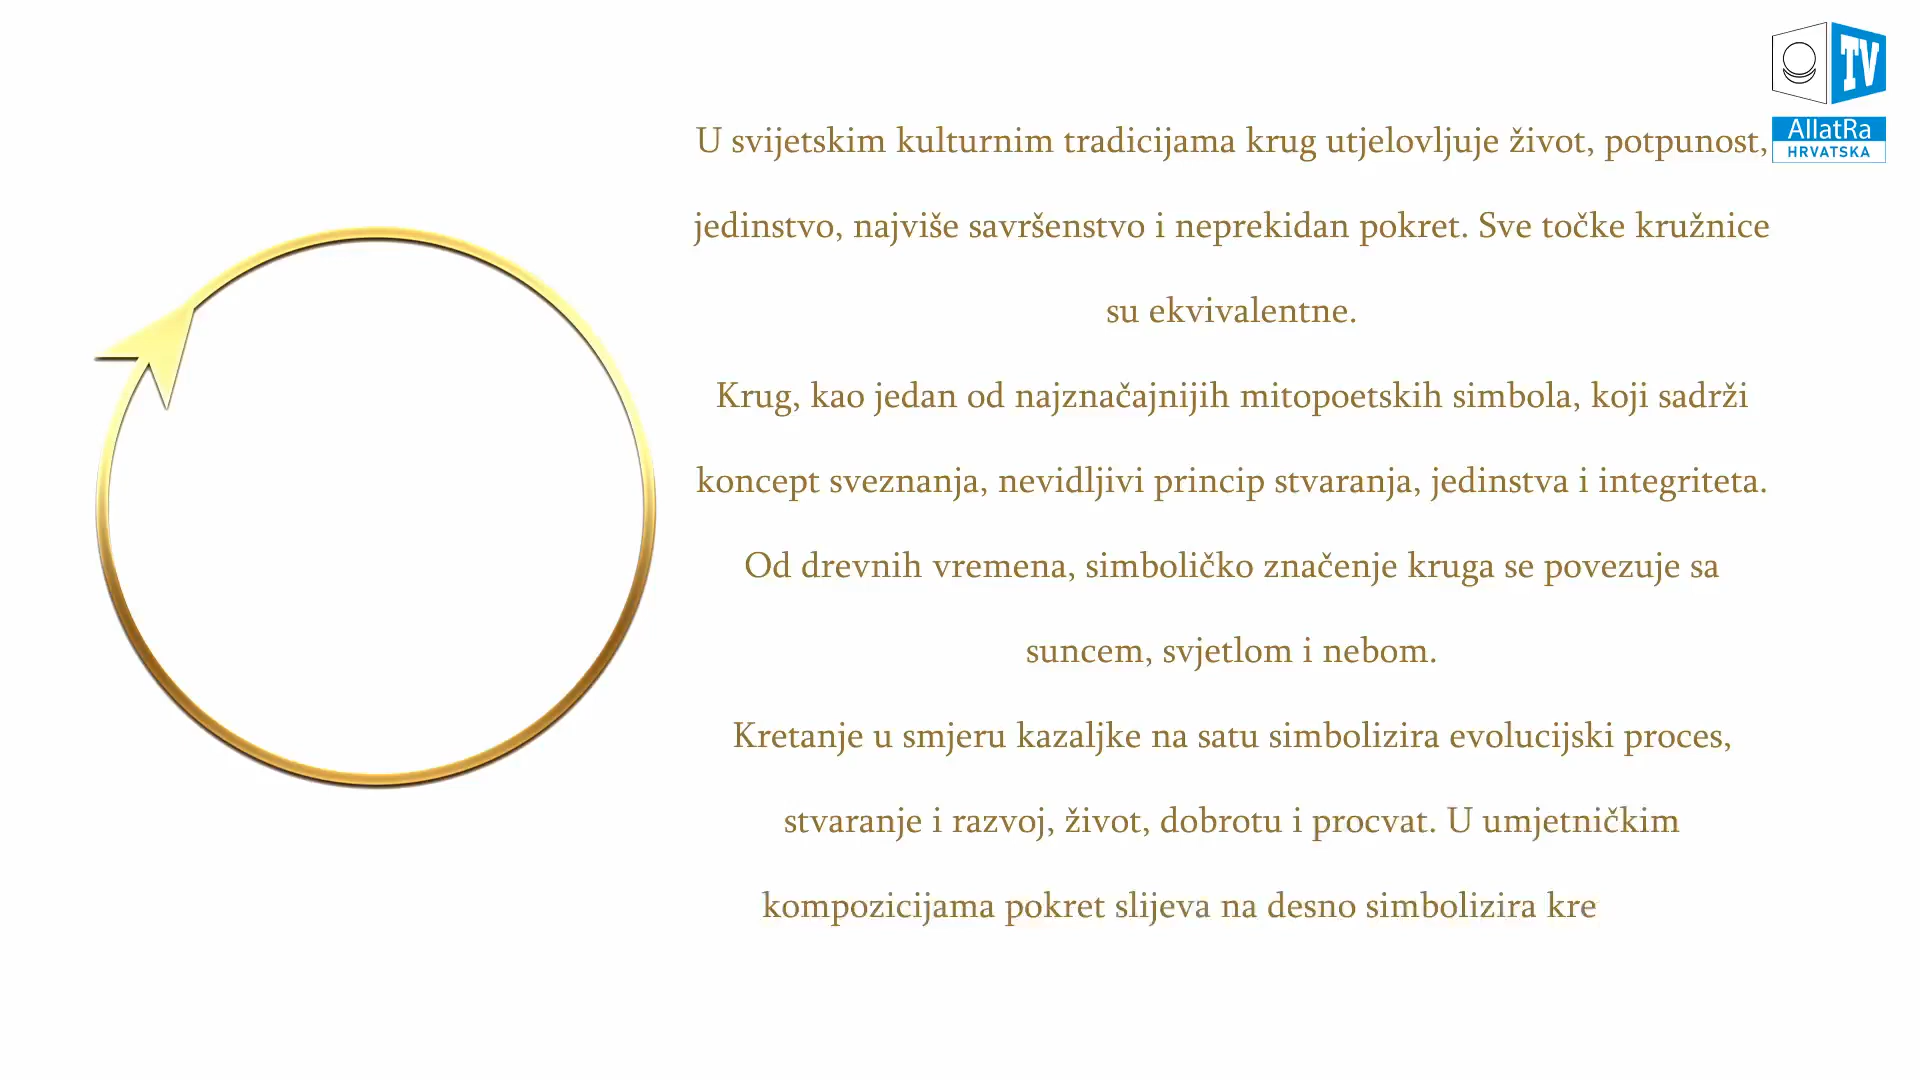 TV
AllatRa
HRVATSKA
U svijetskim kulturnim tradicijama krug utjelovljuje život, potpunost,
jedinstvo, najviše savršenstvo i neprekidan pokret. Sve točke kružnice
su ekvivalentne.
Krug, kao jedan od najznačajnijih mitopoetskih simbola, koji sadrži
koncept sveznanja, nevidljivi princip stvaranja, jedinstva i integriteta.
Od drevnih vremena, simboličko značenje kruga se povezuje sa
suncem, svjetlom i nebom.
Kretanje u smjeru kazaljke na satu simbolizira evolucijski proces,
stvaranje i razvoj, život, dobrotu i procvat. U umjetničkim
kompozicijama pokret slijeva na desno simbolizira kre